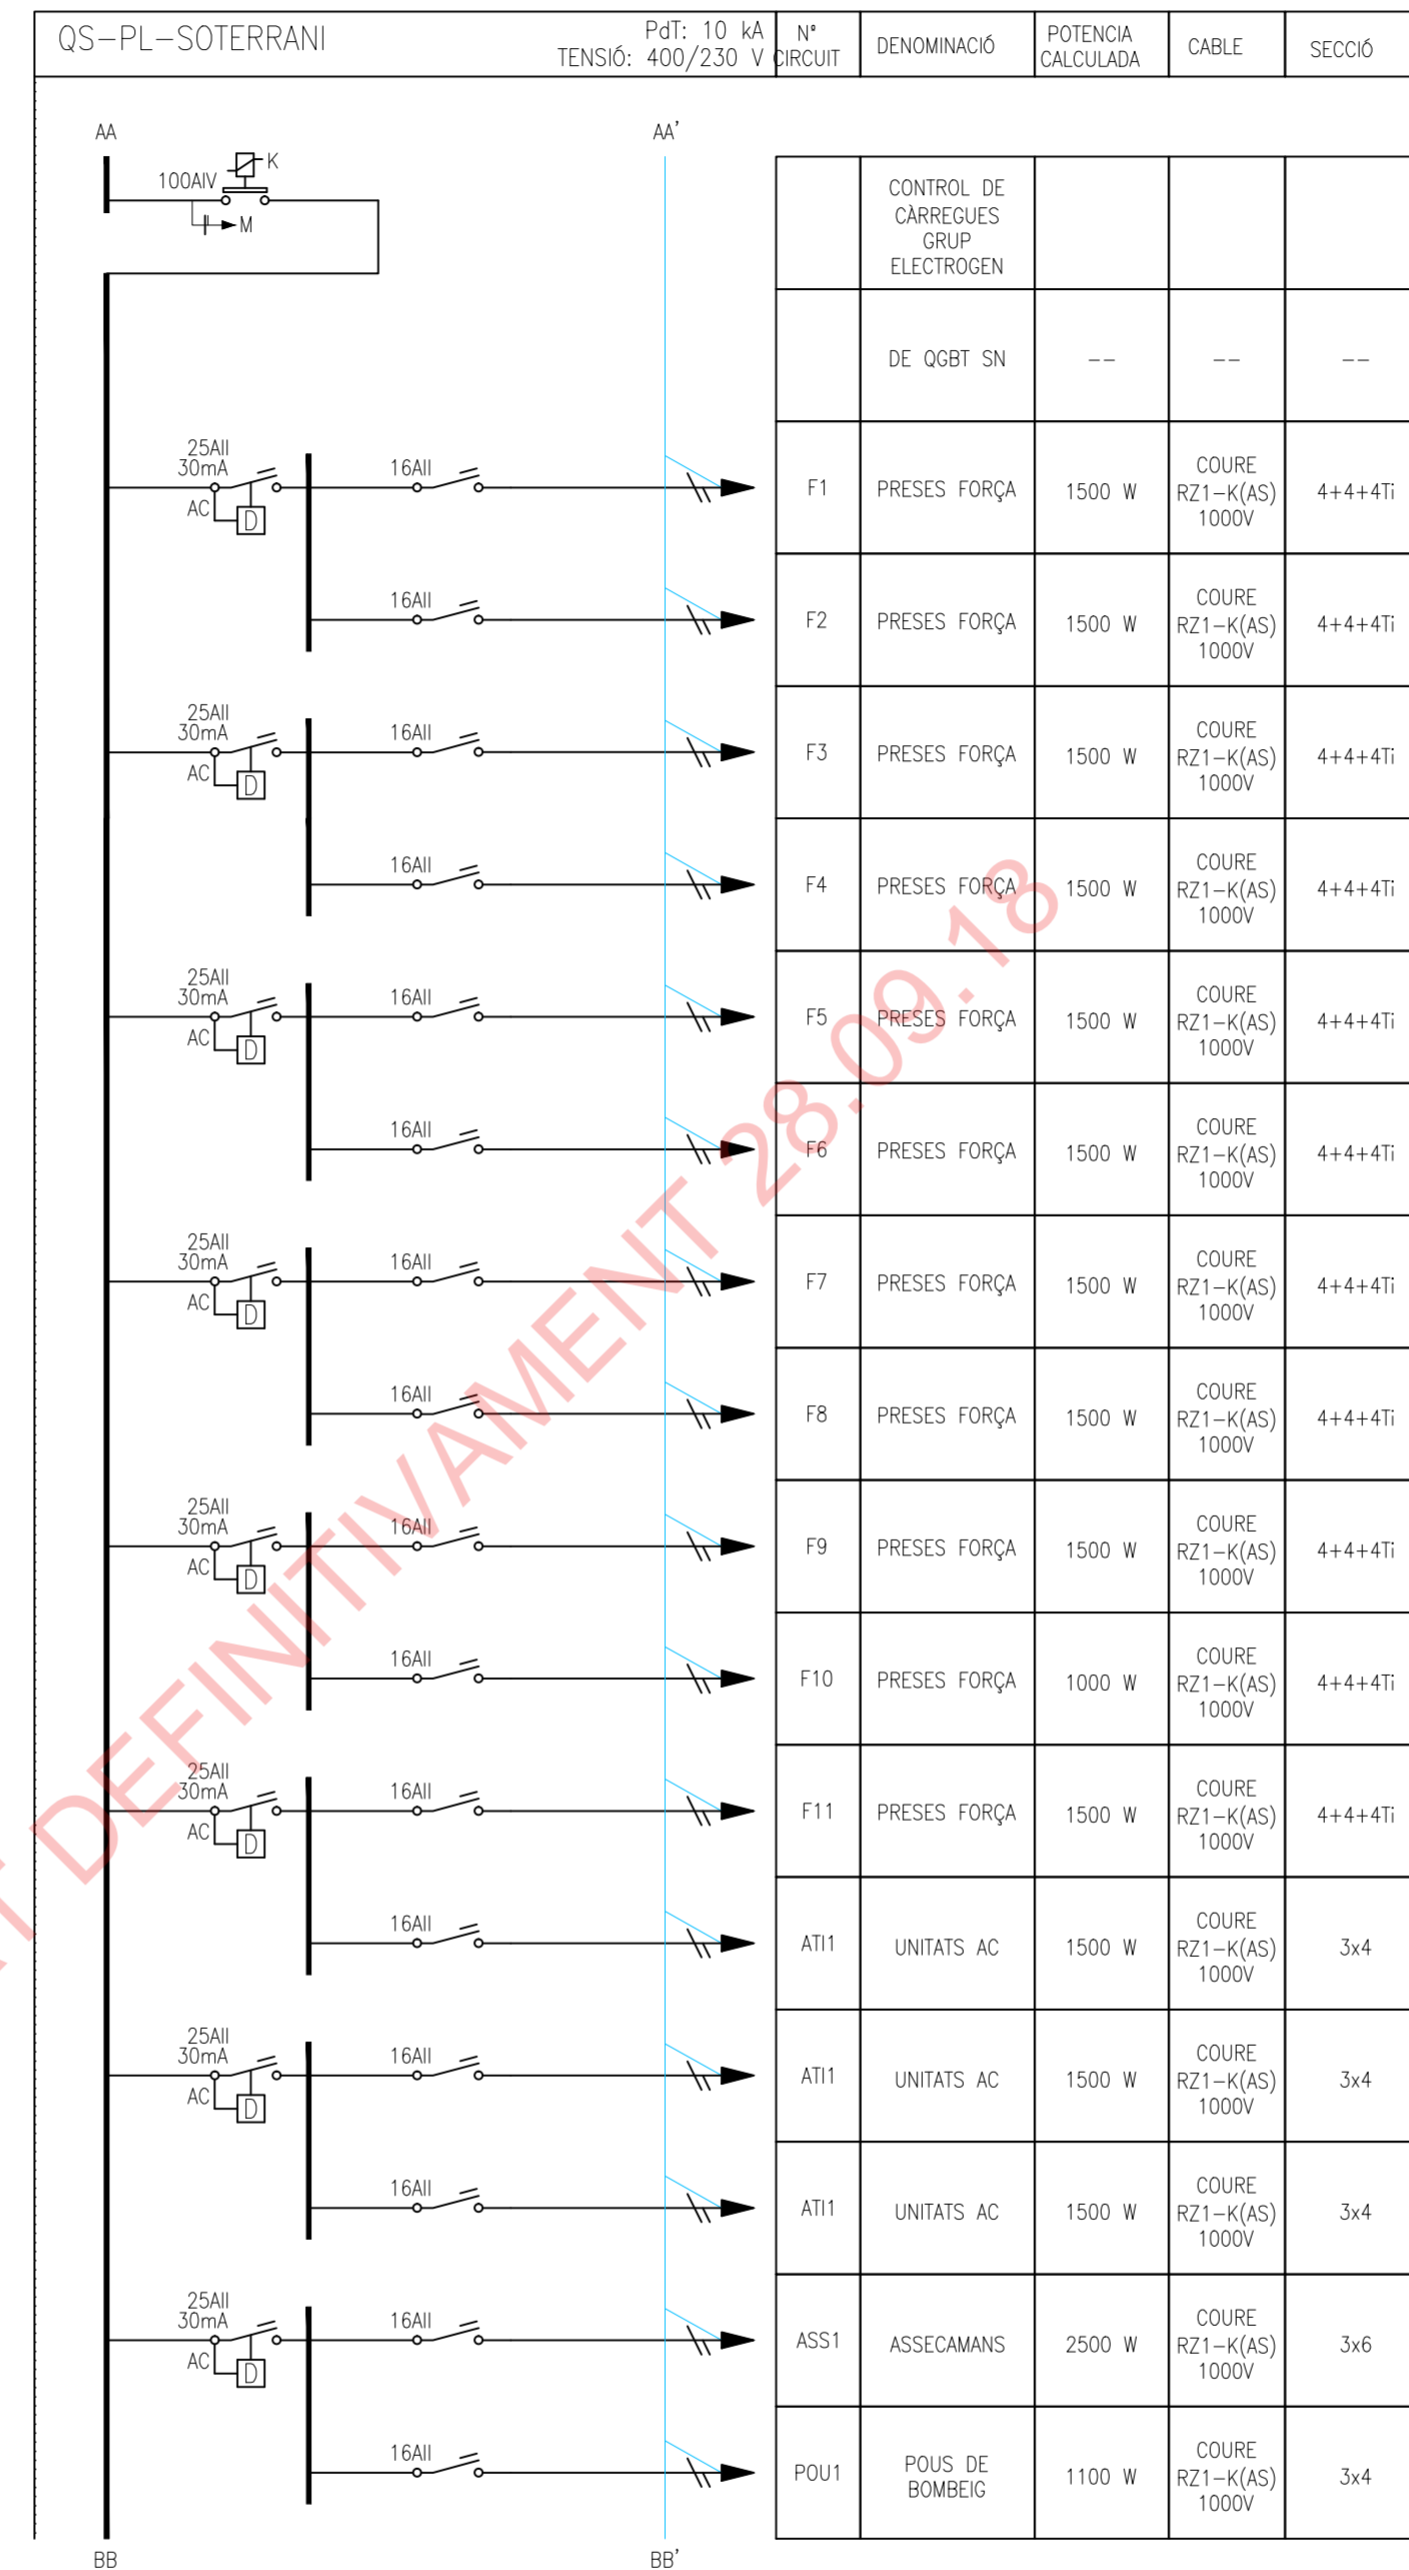 QS-PL-SOTERRANI
PdT: 10 kA
TENSIÓ: 400/230 V
Nº
CIRCUIT
DENOMINACIÓ
POTENCIA
CALCULADA
CABLE
SECCIÓ
AA
AA'
100AIV
K
M
CONTROL DE
CÀRREGUES
GRUP
ELECTROGEN
DE QGBT SN
--
--
--
25AII
30mA
AC
D
16AII
F1
PRESES FORÇA
1500 W
COURE
RZ1-K(AS)
1000V
4+4+4Ti
16AII
F2
PRESES FORÇA
1500 W
COURE
RZ1-K(AS)
1000V
4+4+4Ti
25AII
30mA
AC
D
16AII
F3
PRESES FORÇA
1500 W
COURE
RZ1-K(AS)
1000V
4+4+4Ti
16AII
F4
PRESES FORÇA
1500 W
COURE
RZ1-K(AS)
1000V
4+4+4Ti
25AII
30mA
AC
D
16AII
F5
PRESES FORÇA
1500 W
COURE
RZ1-K(AS)
1000V
4+4+4Ti
16AII
F6
PRESES FORÇA
1500 W
COURE
RZ1-K(AS)
1000V
4+4+4Ti
25AII
30mA
AC
D
16AII
F7
PRESES FORÇA
1500 W
COURE
RZ1-K(AS)
1000V
4+4+4Ti
16AII
F8
PRESES FORÇA
1500 W
COURE
RZ1-K(AS)
1000V
4+4+4Ti
25AII
30mA
AC
D
16AII
F9
PRESES FORÇA
1500 W
COURE
RZ1-K(AS)
1000V
4+4+4Ti
16AII
F10
PRESES FORÇA
1000 W
COURE
RZ1-K(AS)
1000V
4+4+4Ti
25AII
30mA
AC
D
16AII
F11
PRESES FORÇA
1500 W
COURE
RZ1-K(AS)
1000V
4+4+4Ti
16AII
ATI1
UNITATS AC
1500 W
COURE
RZ1-K(AS)
1000V
3x4
25AII
30mA
AC
D
16AII
ATI1
UNITATS AC
1500 W
COURE
RZ1-K(AS)
1000V
3x4
16AII
ATI1
UNITATS AC
1500 W
COURE
RZ1-K(AS)
1000V
3x4
25AII
30mA
AC
D
16AII
ASS1
ASSECAMANS
2500 W
COURE
RZ1-K(AS)
1000V
3x6
16AII
POU1
POUS DE
BOMBEIG
1100 W
COURE
RZ1-K(AS)
1000V
3x4
BB
BB'
DEFINITIVAMENT 28.09.18